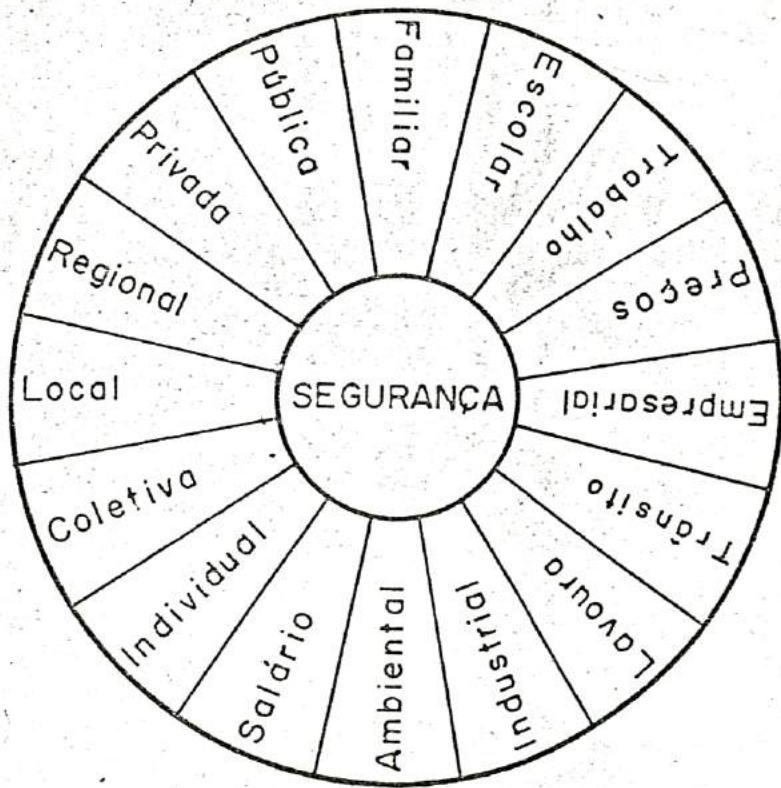 SEGURANÇA
Familiar
Escolar
Trabalho
Preços
Empresarial
Trânsito
Lavoura
Industrial
Ambiental
Salário
Individual
Coletiva
Local
Regional
Privada
Pública